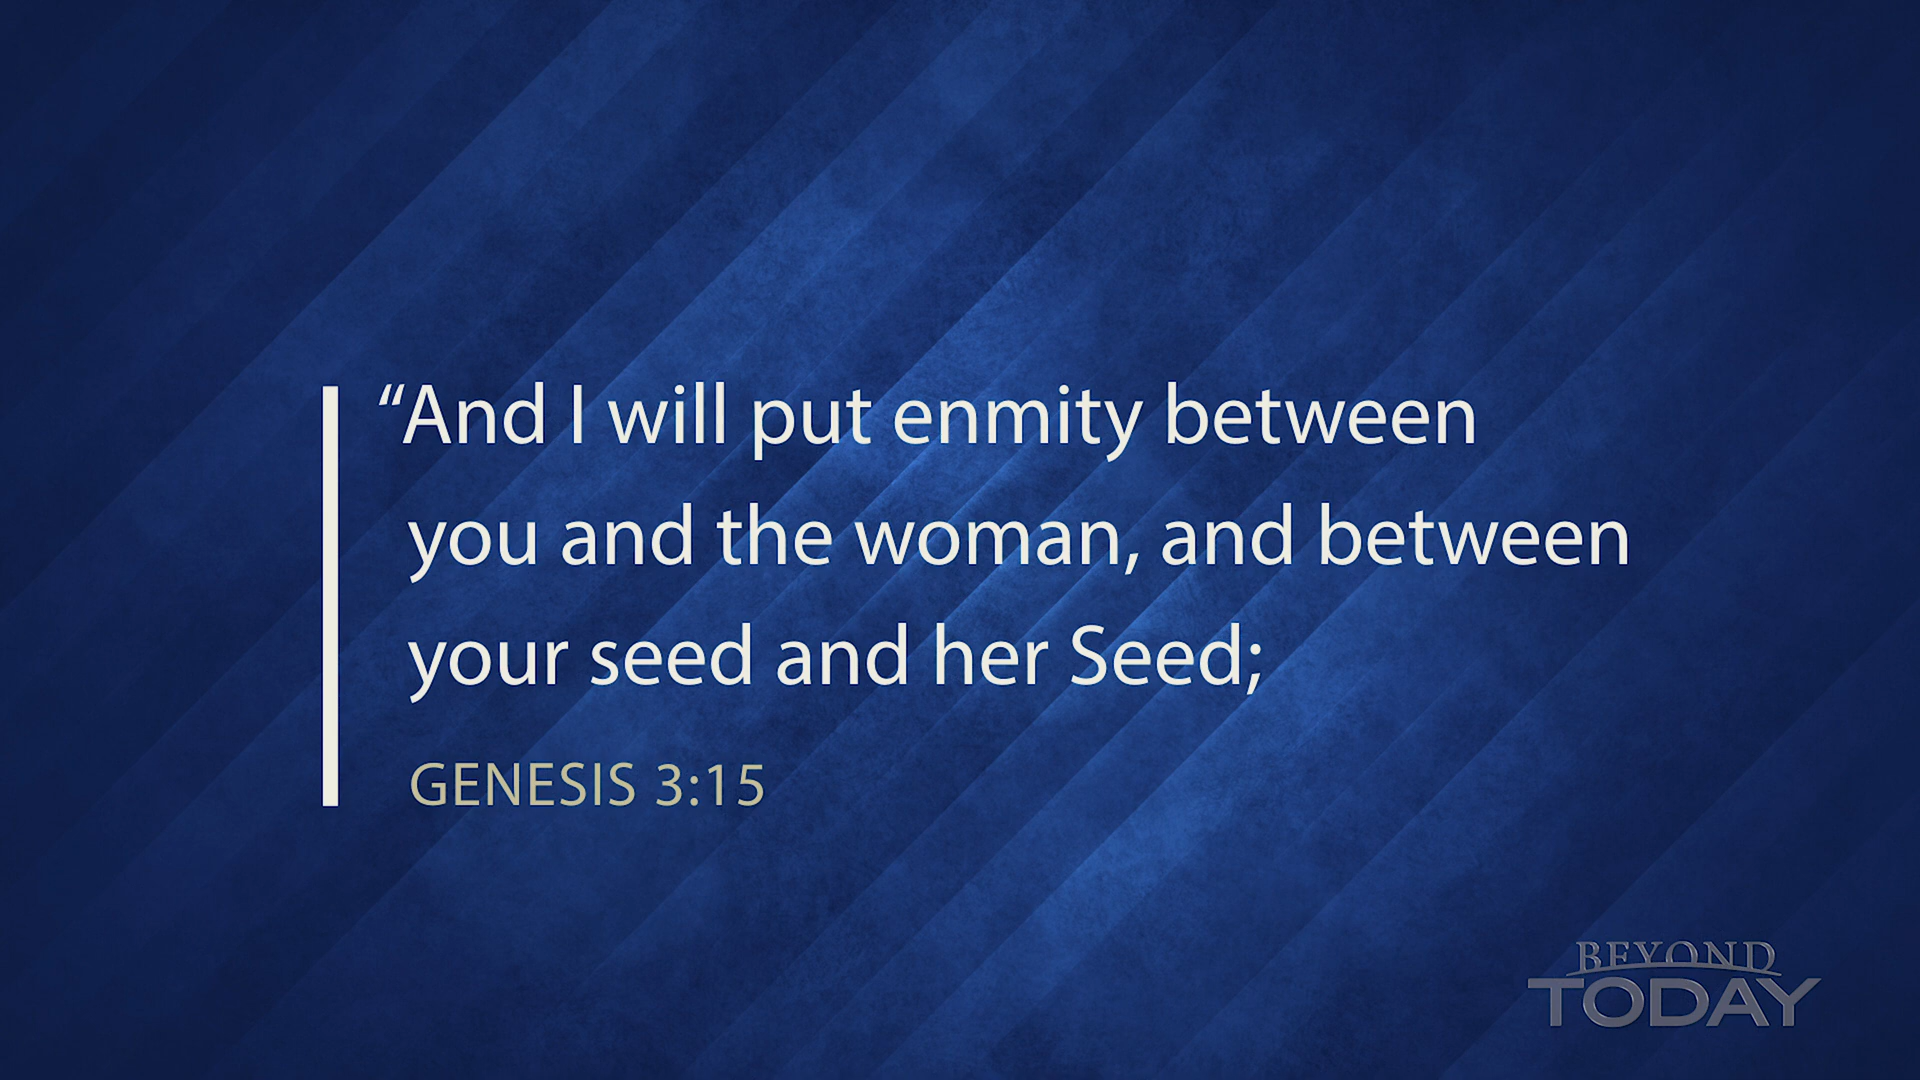 “And I will put enmity between
you and the woman, and between
your seed and her Seed;
GENESIS 3:15
BEYOND
TODAY